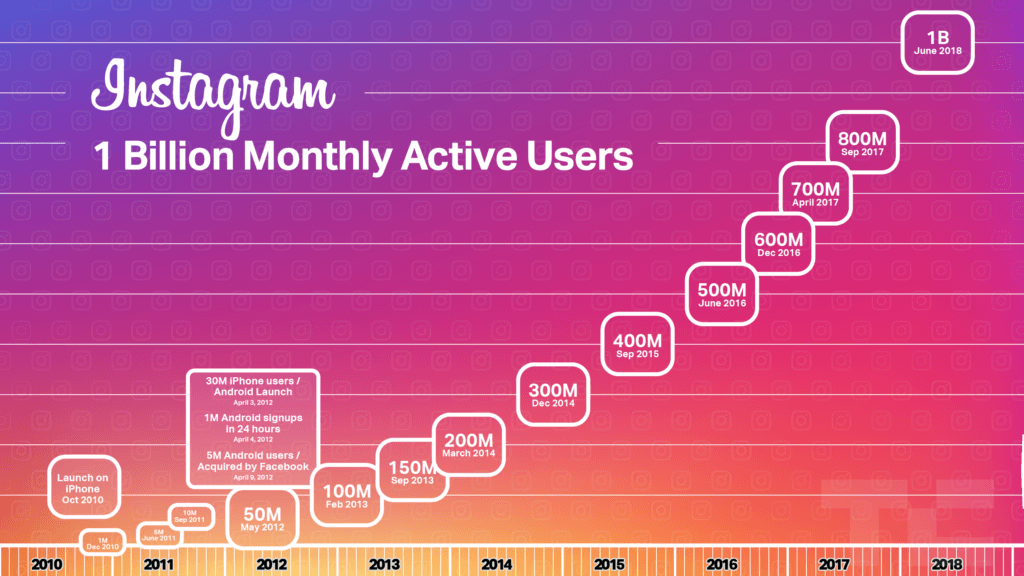 Instagram
1 Billion Monthly Active Users
1B
June 2018
800M
Sep 2017
700M
April 2017
600M
Dec 2016
500M
June 2016
400M
Sep 2015
300M
Dec 2014
200M
March 2014
150M
Sep 2013
100M
Feb 2013
50M
May 2012
30M iPhone users /
Android Launch
April 3, 2012
1M Android signups
in 24 hours
April 4, 2012
5M Android users /
Acquired by Facebook
April 9, 2012
10M
Sep 2011
5M
June 2011
1M
Dec 2010
Launch on
iPhone
Oct 2010
2010 2011 2012 2013 2014 2015 2016 2017 2018